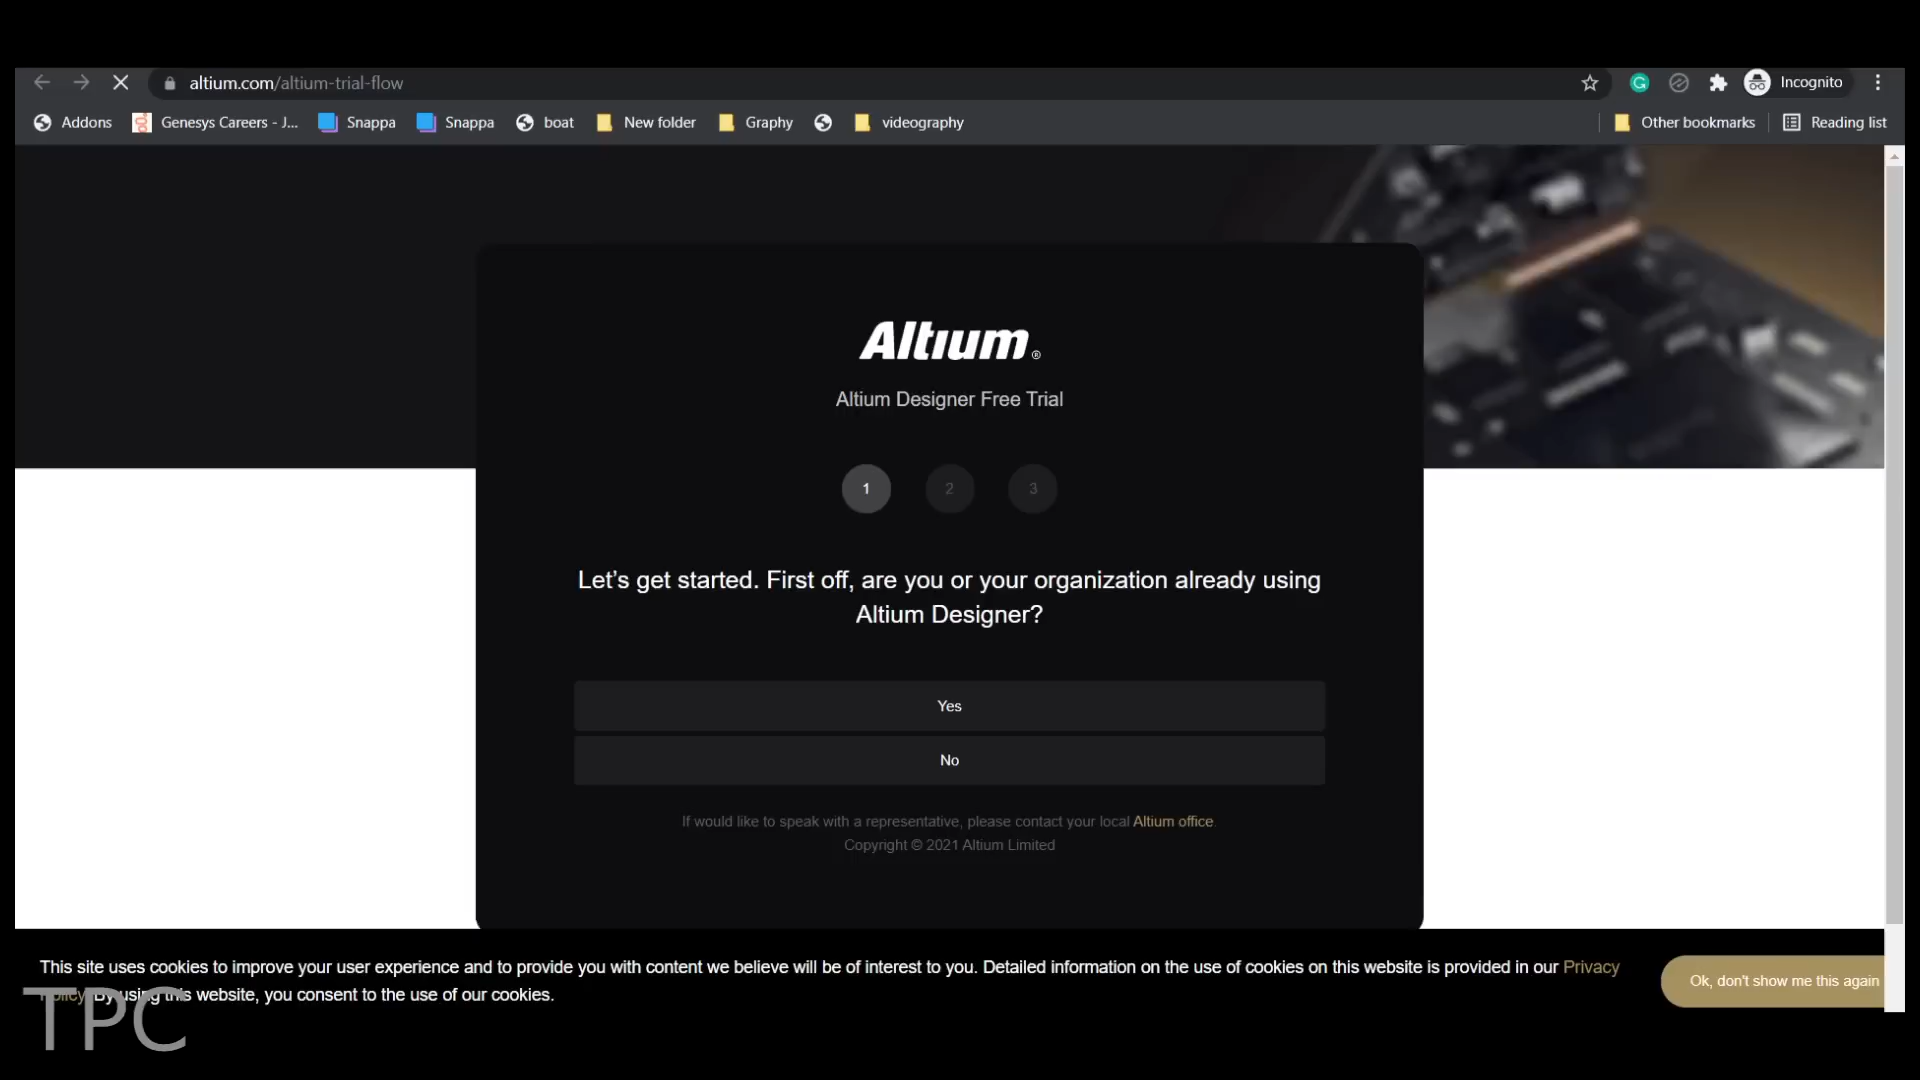 altium.com/altium-trial-flow
Incognito
Addons
Genesys Careers - J...
Snappa
Snappa
boat
New folder
Graphy
videography
Other bookmarks
Reading list
Altium®
Altium Designer Free Trial
1
2
3
Let's get started. First off, are you or your organization already using
Altium Designer?
Yes
No
If would like to speak with a representative, please contact your local Altium office.
Copyright © 2021 Altium Limited
This site uses cookies to improve your user experience and to provide you with content we believe will be of interest to you. Detailed information on the use of cookies on this website is provided in our Privacy
Policy. By using this website, you consent to the use of our cookies.
Ok, don't show me this again
TPC